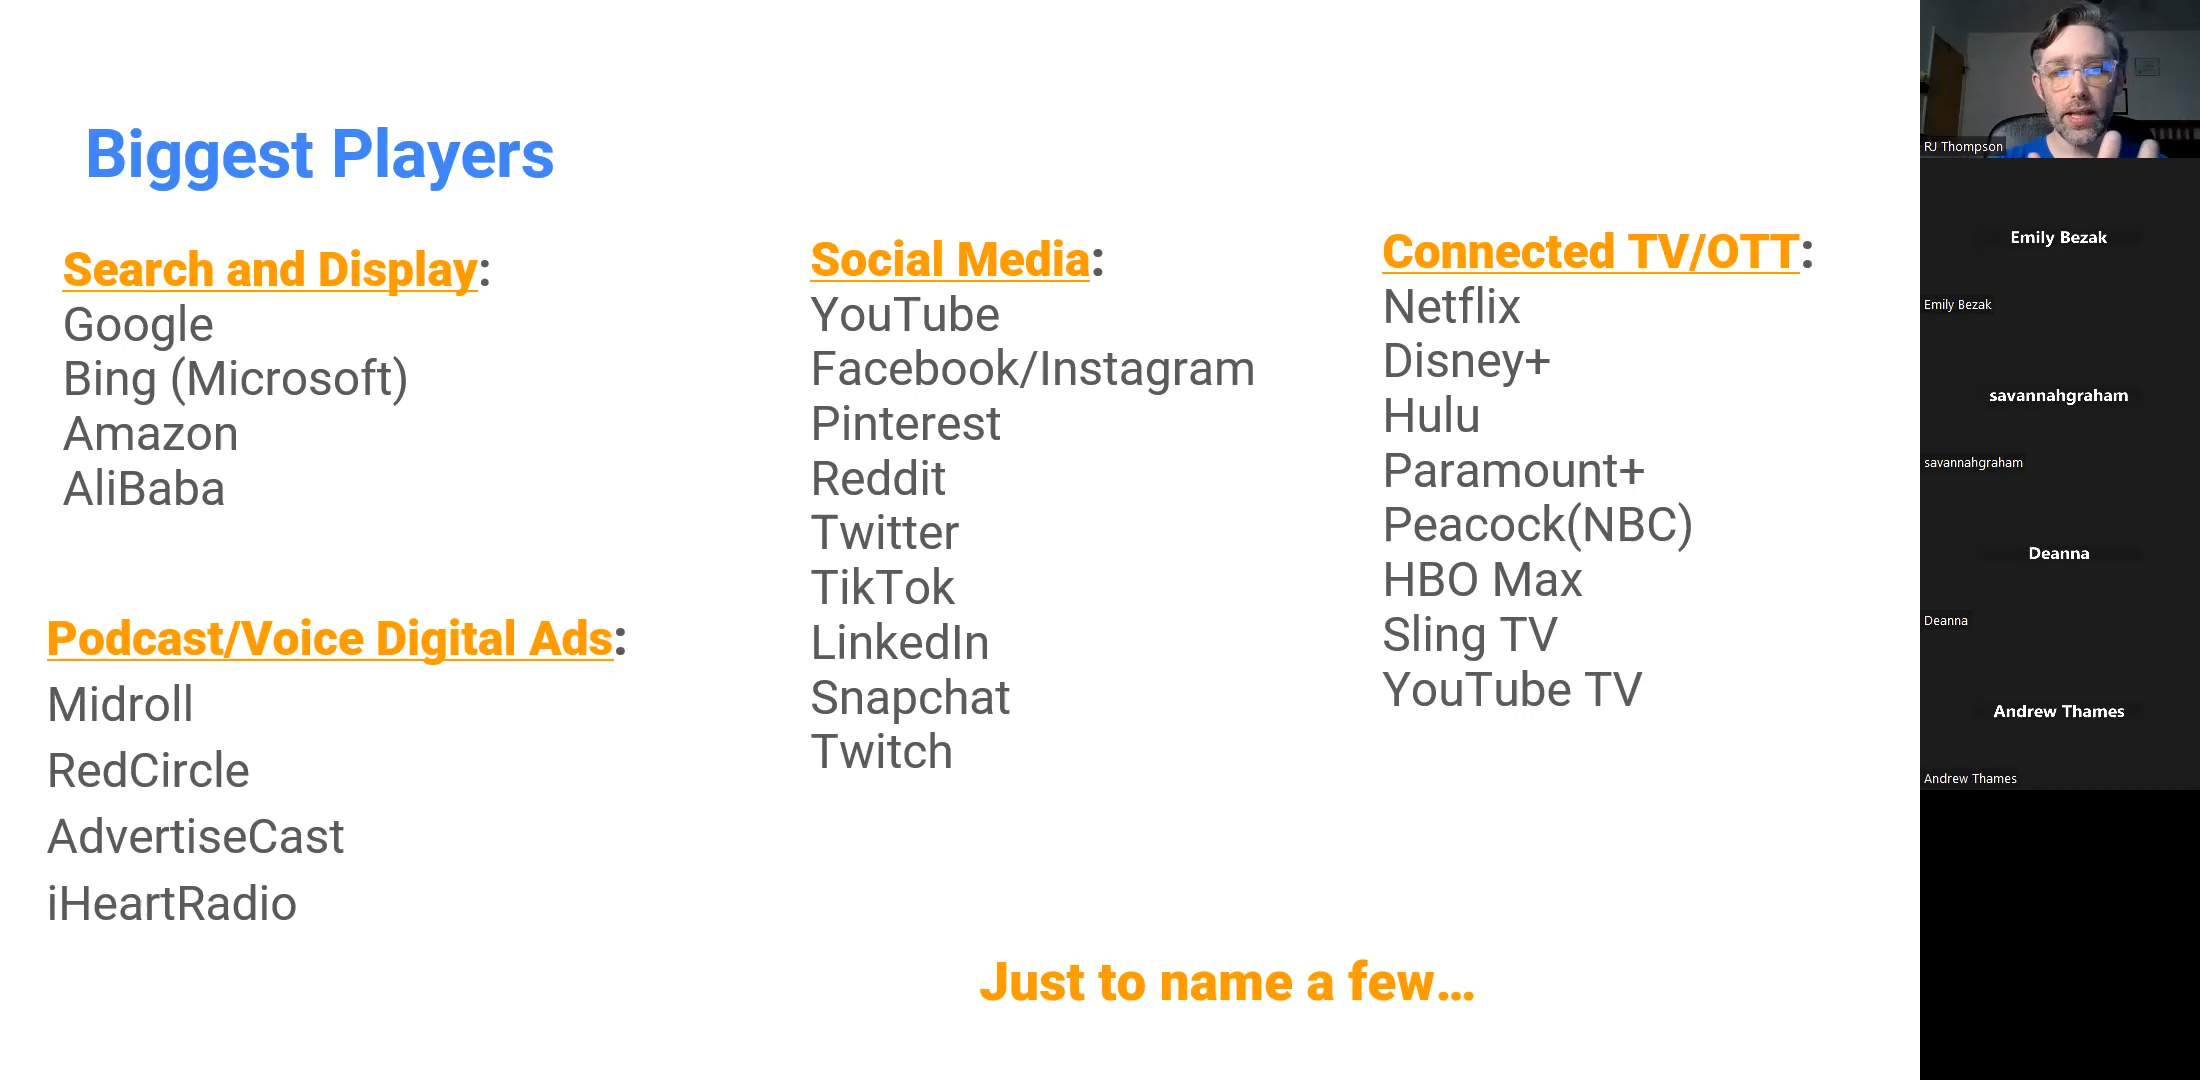 Biggest Players
Search and Display:
Google
Bing (Microsoft)
Amazon
AliBaba
Podcast/Voice Digital Ads:
Midroll
RedCircle
AdvertiseCast
iHeartRadio
Social Media:
YouTube
Facebook/Instagram
Pinterest
Reddit
Twitter
TikTok
LinkedIn
Snapchat
Twitch
Connected TV/OTT:
Netflix
Disney+
Hulu
Paramount+
Peacock(NBC)
HBO Max
Sling TV
YouTube TV
Just to name a few...
RJ Thompson
Emily Bezak
Emily Bezak
savannahgraham
savannahgraham
Deanna
Deanna
Andrew Thames
Andrew Thames